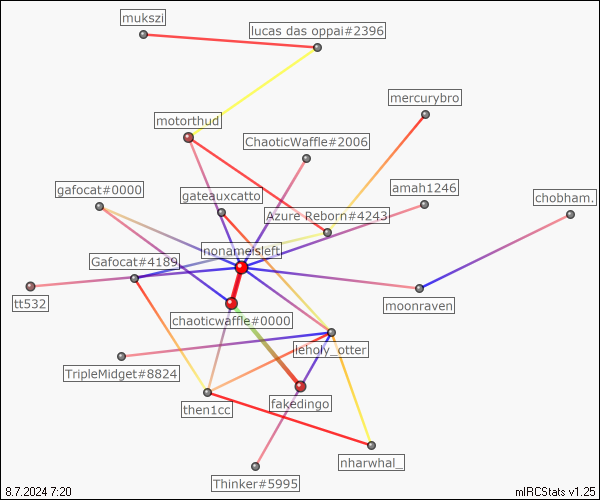 mukszi
lucas das oppai#2396
mercurybro
motorthud
ChaoticWaffle#2006
gafocat#0000
gateauxcatto
amah1246
chobham.
Azure Reborn#4243
nonameisleft
Gafocat#4189
tt532
moonraven
chaoticwaffle#0000
leholy_otter
TripleMidget#8824
then1cc
fakedingo
nharwhal_
Thinker#5995
8.7.2024 7:20
mIRCStats v1.25